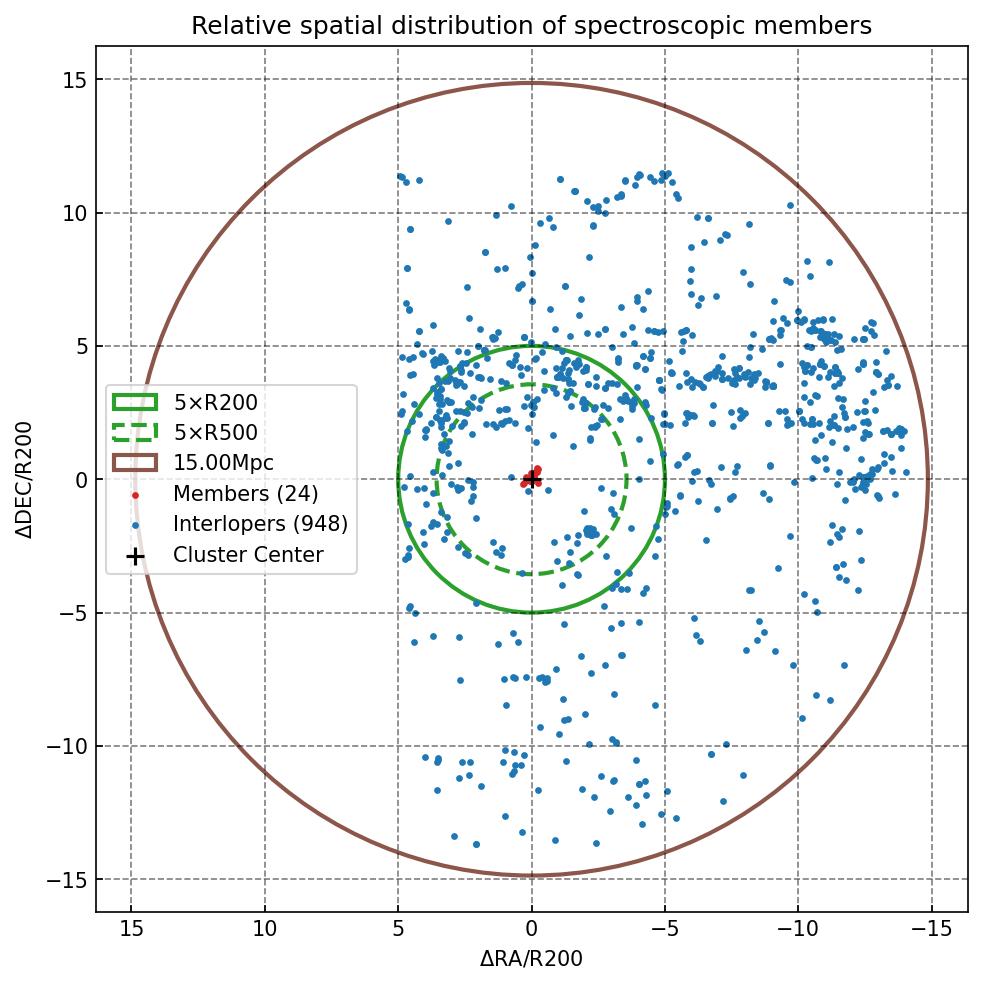 Relative spatial distribution of spectroscopic members
15
10
5
0
−5
−10
−15
ΔDEC/R200
5×R200
5×R500
15.00Mpc
Members (24)
Interlopers (948)
Cluster Center
15
10
5
0
−5
−10
−15
ΔRA/R200